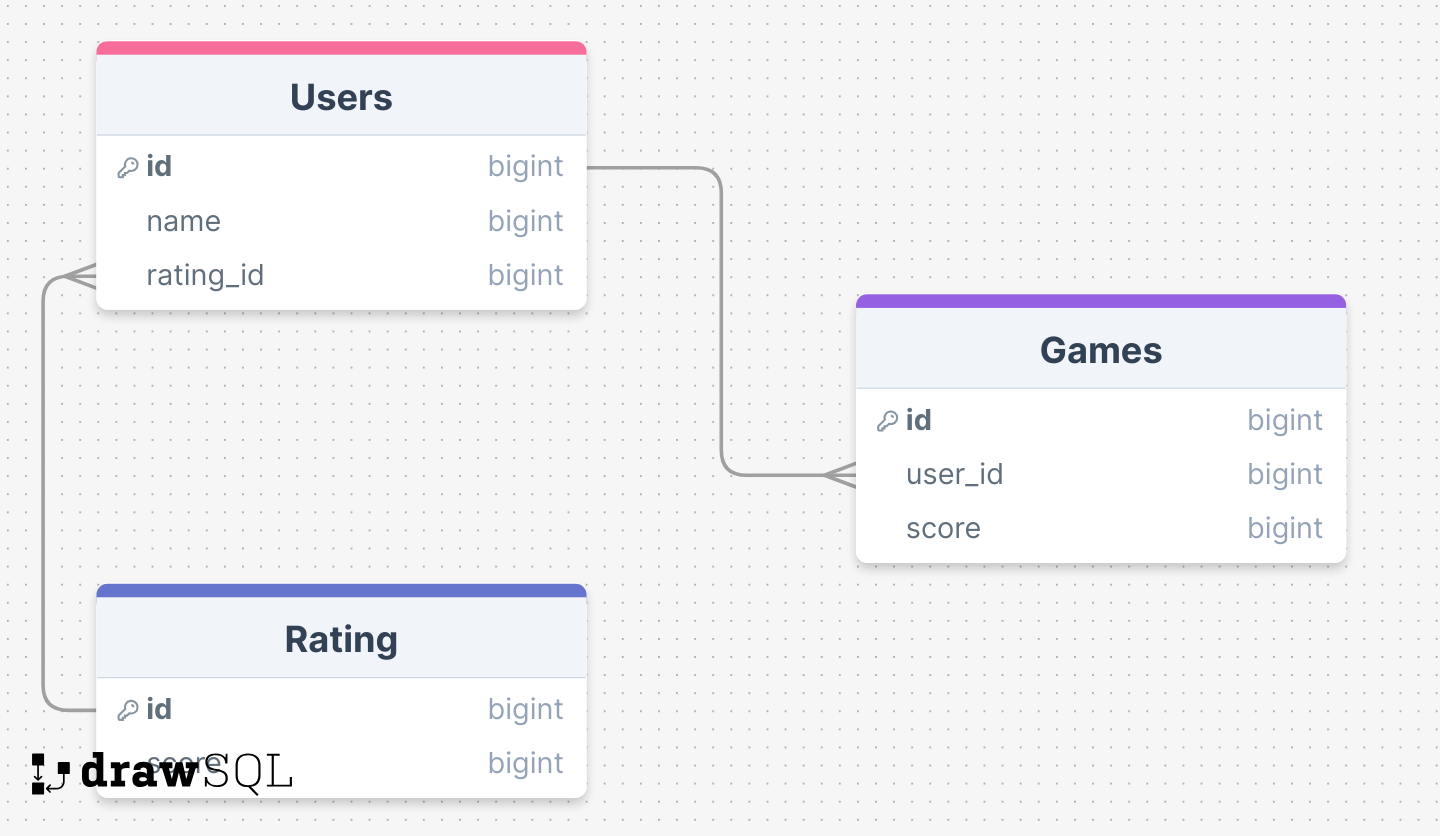 Users
id bigint
name bigint
rating_id bigint
Games
id bigint
user_id bigint
score bigint
Rating
id bigint
score bigint
drawSQL